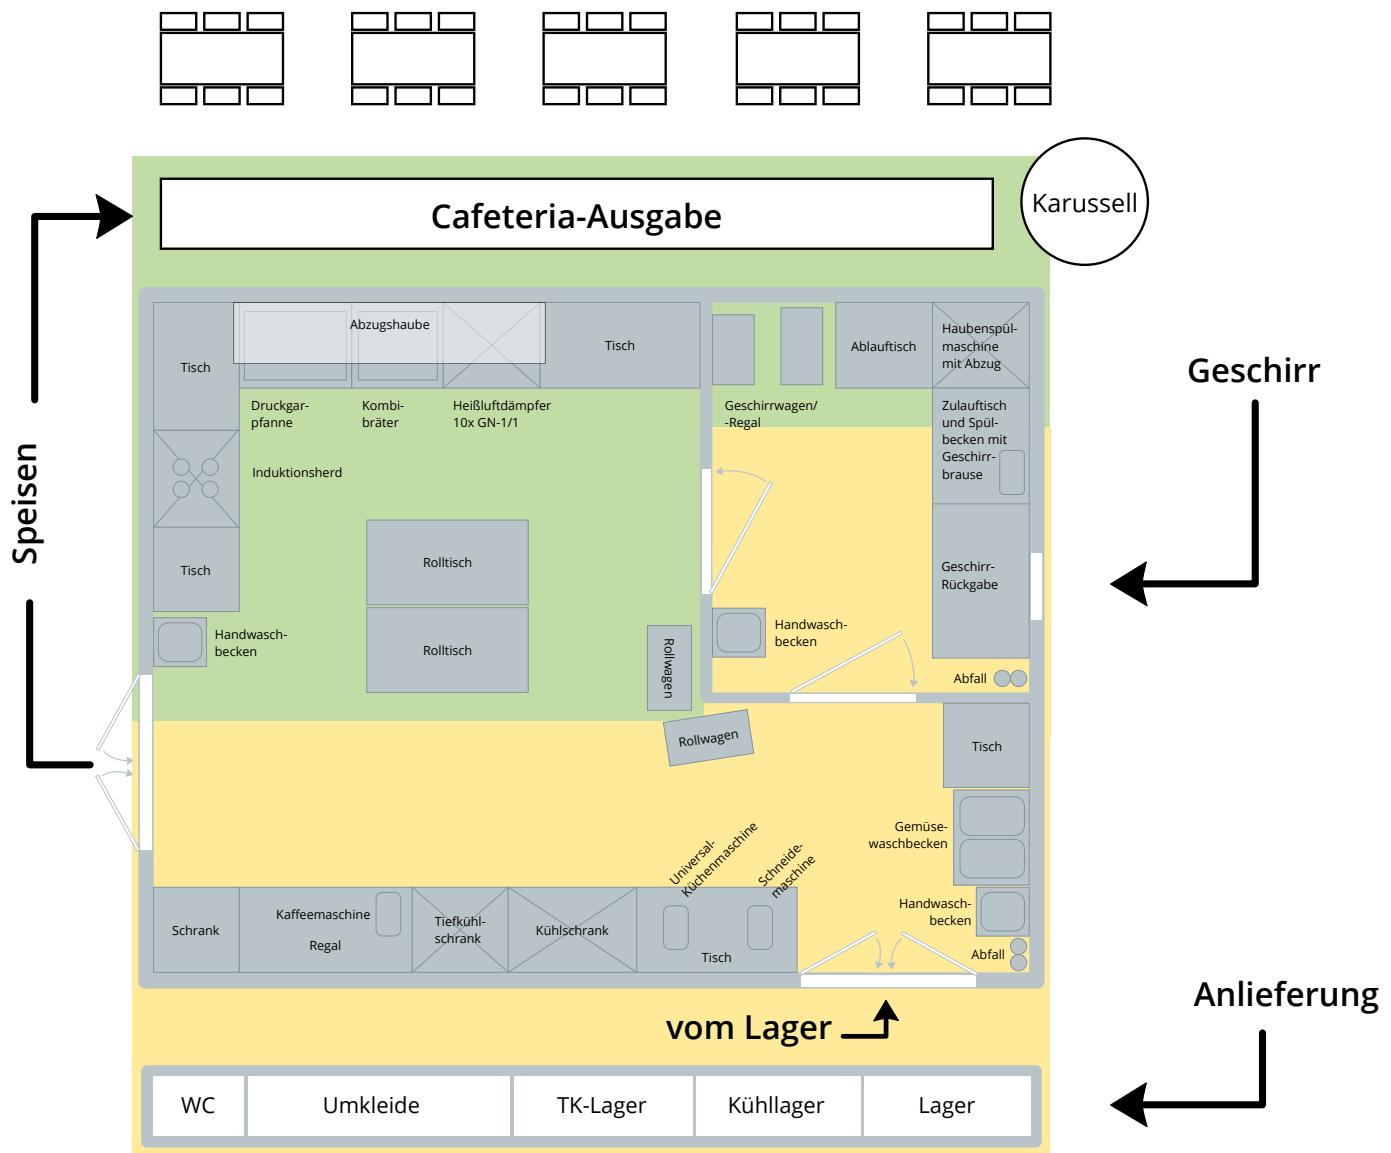 Karussell
Cafeteria-Ausgabe
Abzugshaube
Tisch
Tisch
Ablauftisch
Haubenspül-
maschine
mit Abzug
Geschirr
Druckgar-
pfanne
Kombi-
bräter
Heißluftdämpfer
10x GN-1/1
Geschirrwagen/
-Regal
Zulauftisch
und Spül-
becken mit
Geschirr-
brause
Speisen
Induktionsherd
Tisch
Rolltisch
Geschirr-
Rückgabe
Handwasch-
becken
Rolltisch
Rollwagen
Handwasch-
becken
Abfall
Rollwagen
Tisch
Gemüse-
waschbecken
Universal-
Küchenmaschine
Schneide-
maschine
Handwasch-
becken
Schrank
Kaffeemaschine
Regal
Tiefkühl-
schrank
Kühlschrank
Tisch
Abfall
Anlieferung
vom Lager
WC
Umkleide
TK-Lager
Kühllager
Lager